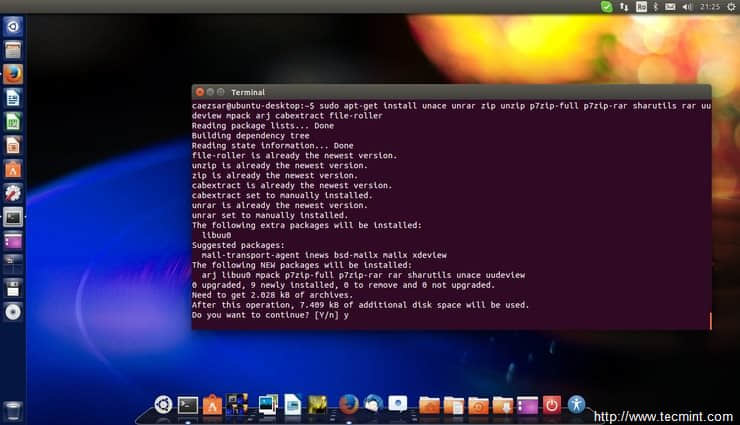 Ro
21:25
Terminal
caezsar@ubuntu-desktop:~$ sudo apt-get install unace unrar zip unzip p7zip-full p7zip-rar sharutils rar uu
deview mpack arj cabextract file-roller
Reading package lists... Done
Building dependency tree
Reading state information... Done
file-roller is already the newest version.
unzip is already the newest version.
zip is already the newest version.
cabextract is already the newest version.
cabextract set to manually installed.
unrar is already the newest version.
unrar set to manually installed.
The following extra packages will be installed:
  libuu0
Suggested packages:
  mail-transport-agent inews bsd-mailx mailx xdeview
The following NEW packages will be installed:
  arj libuu0 mpack p7zip-full p7zip-rar rar sharutils unace uudeview
0 upgraded, 9 newly installed, 0 to remove and 0 not upgraded.
Need to get 2.028 kB of archives.
After this operation, 7.409 kB of additional disk space will be used.
Do you want to continue? [Y/n] y
http://www.tecmint.com